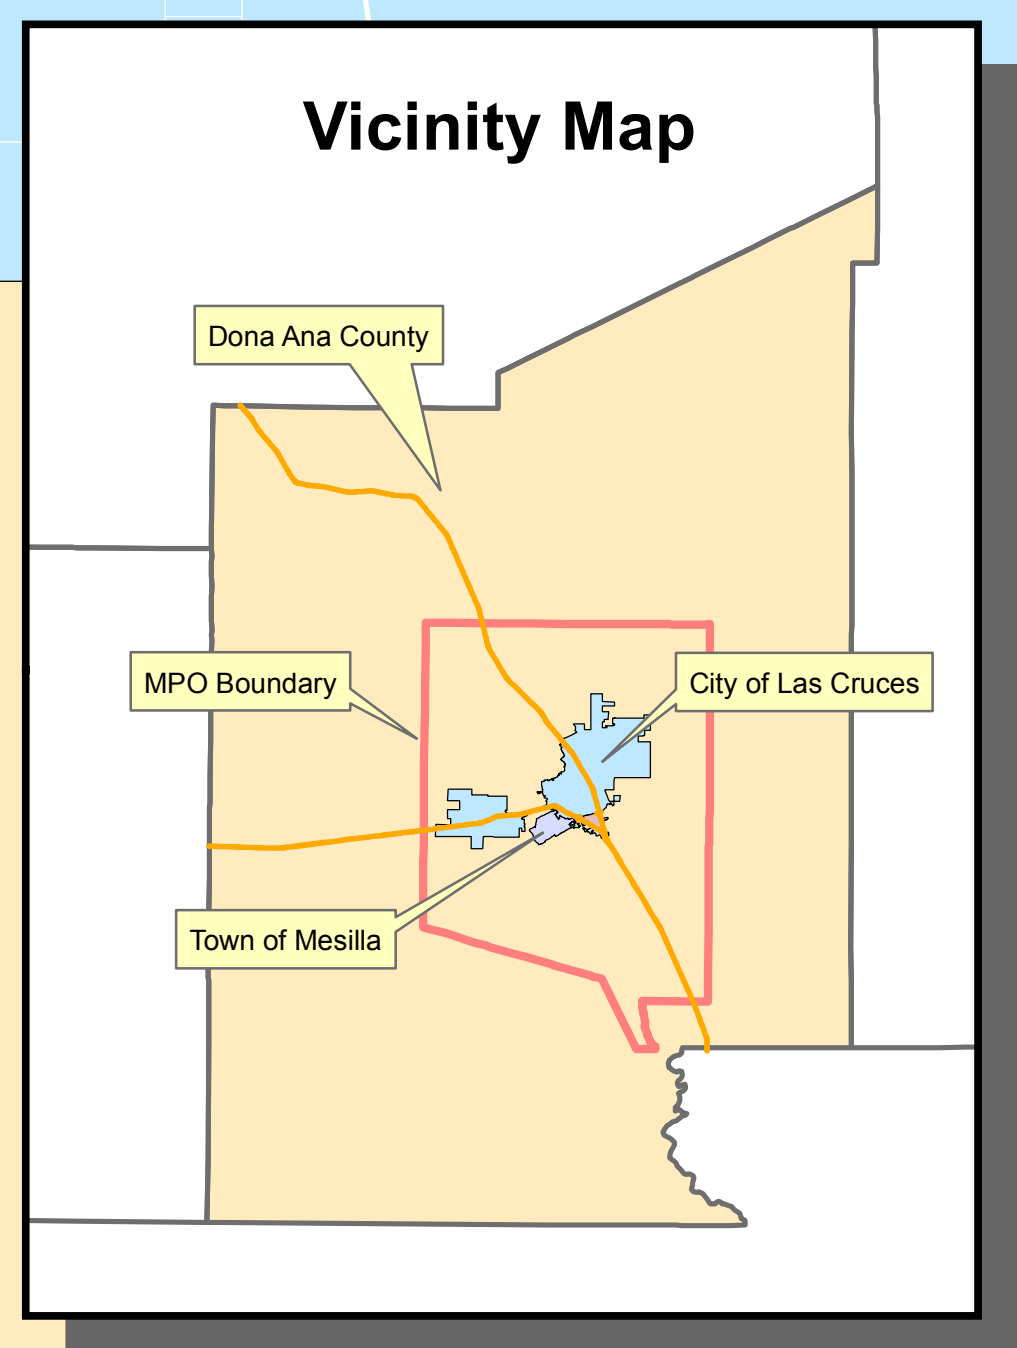 Vicinity Map
Dona Ana County
MPO Boundary
City of Las Cruces
Town of Mesilla